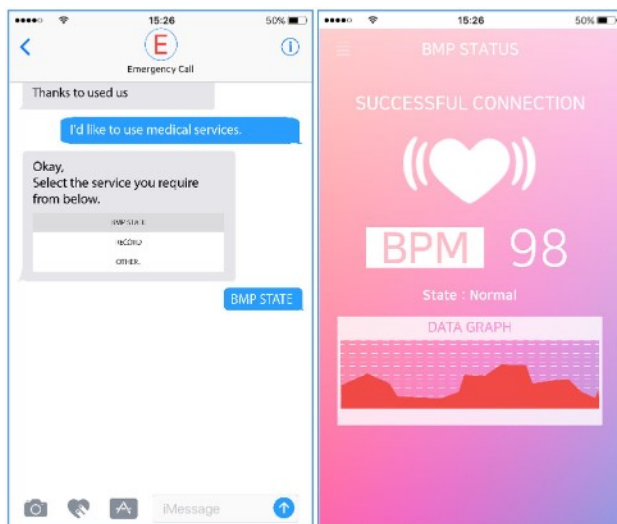 15:26
50%
E
Emergency Call
Thanks to used us
I'd like to use medical services.
Okay,
Select the service you require
from below.
BMP STATE
RECORD
OTHER.
BMP STATE
iMessage
15:26
50%
BMP STATUS
SUCCESSFUL CONNECTION
BPM 98
State : Normal
DATA GRAPH